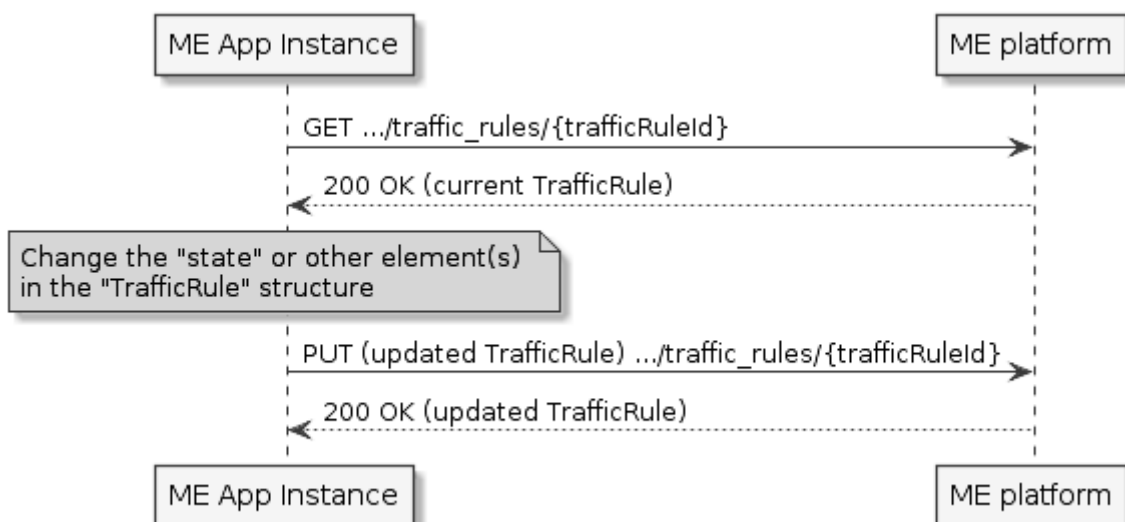 ME App Instance
ME platform
GET .../traffic_rules/{trafficRuleId}
200 OK (current TrafficRule)
Change the "state" or other element(s)
in the "TrafficRule" structure
PUT (updated TrafficRule) .../traffic_rules/{trafficRuleId}
200 OK (updated TrafficRule)
ME App Instance
ME platform